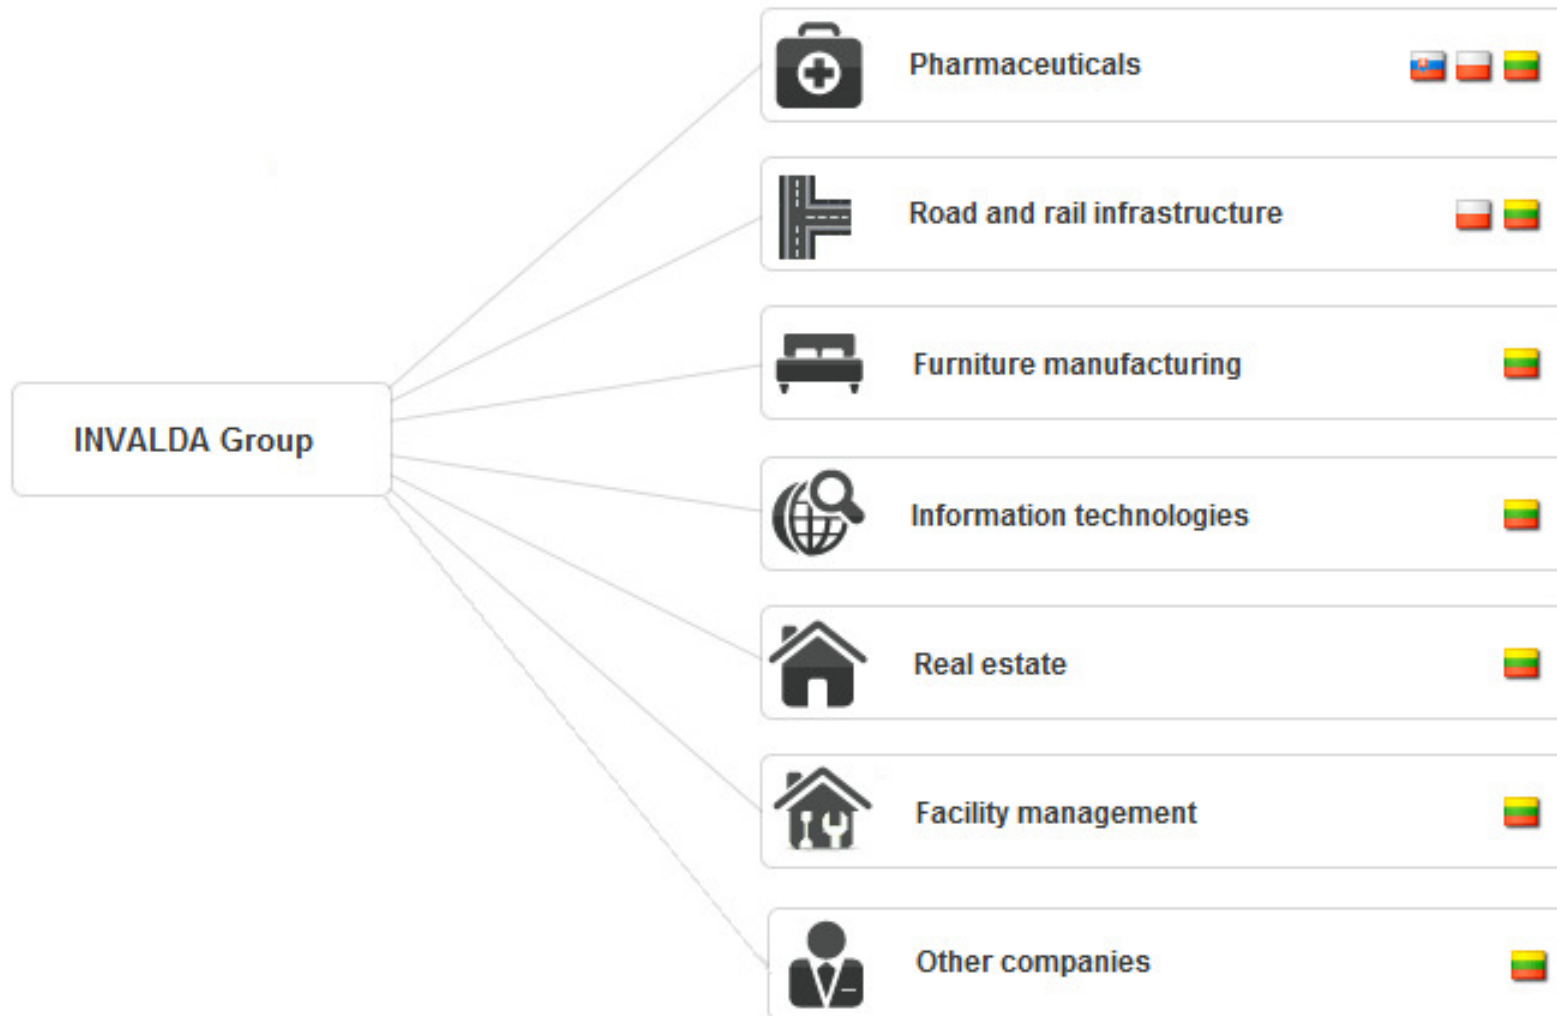 Pharmaceuticals
Road and rail infrastructure
Furniture manufacturing
INVALDA Group
Information technologies
Real estate
Facility management
Other companies